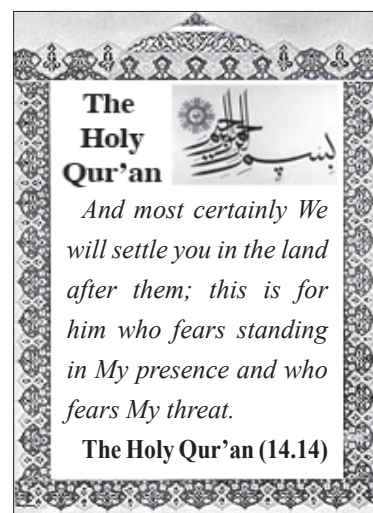 The
Holy
Qur’an
And most certainly We
will settle you in the land
after them; this is for
him who fears standing
in My presence and who
fears My threat.
The Holy Qur’an (14.14)